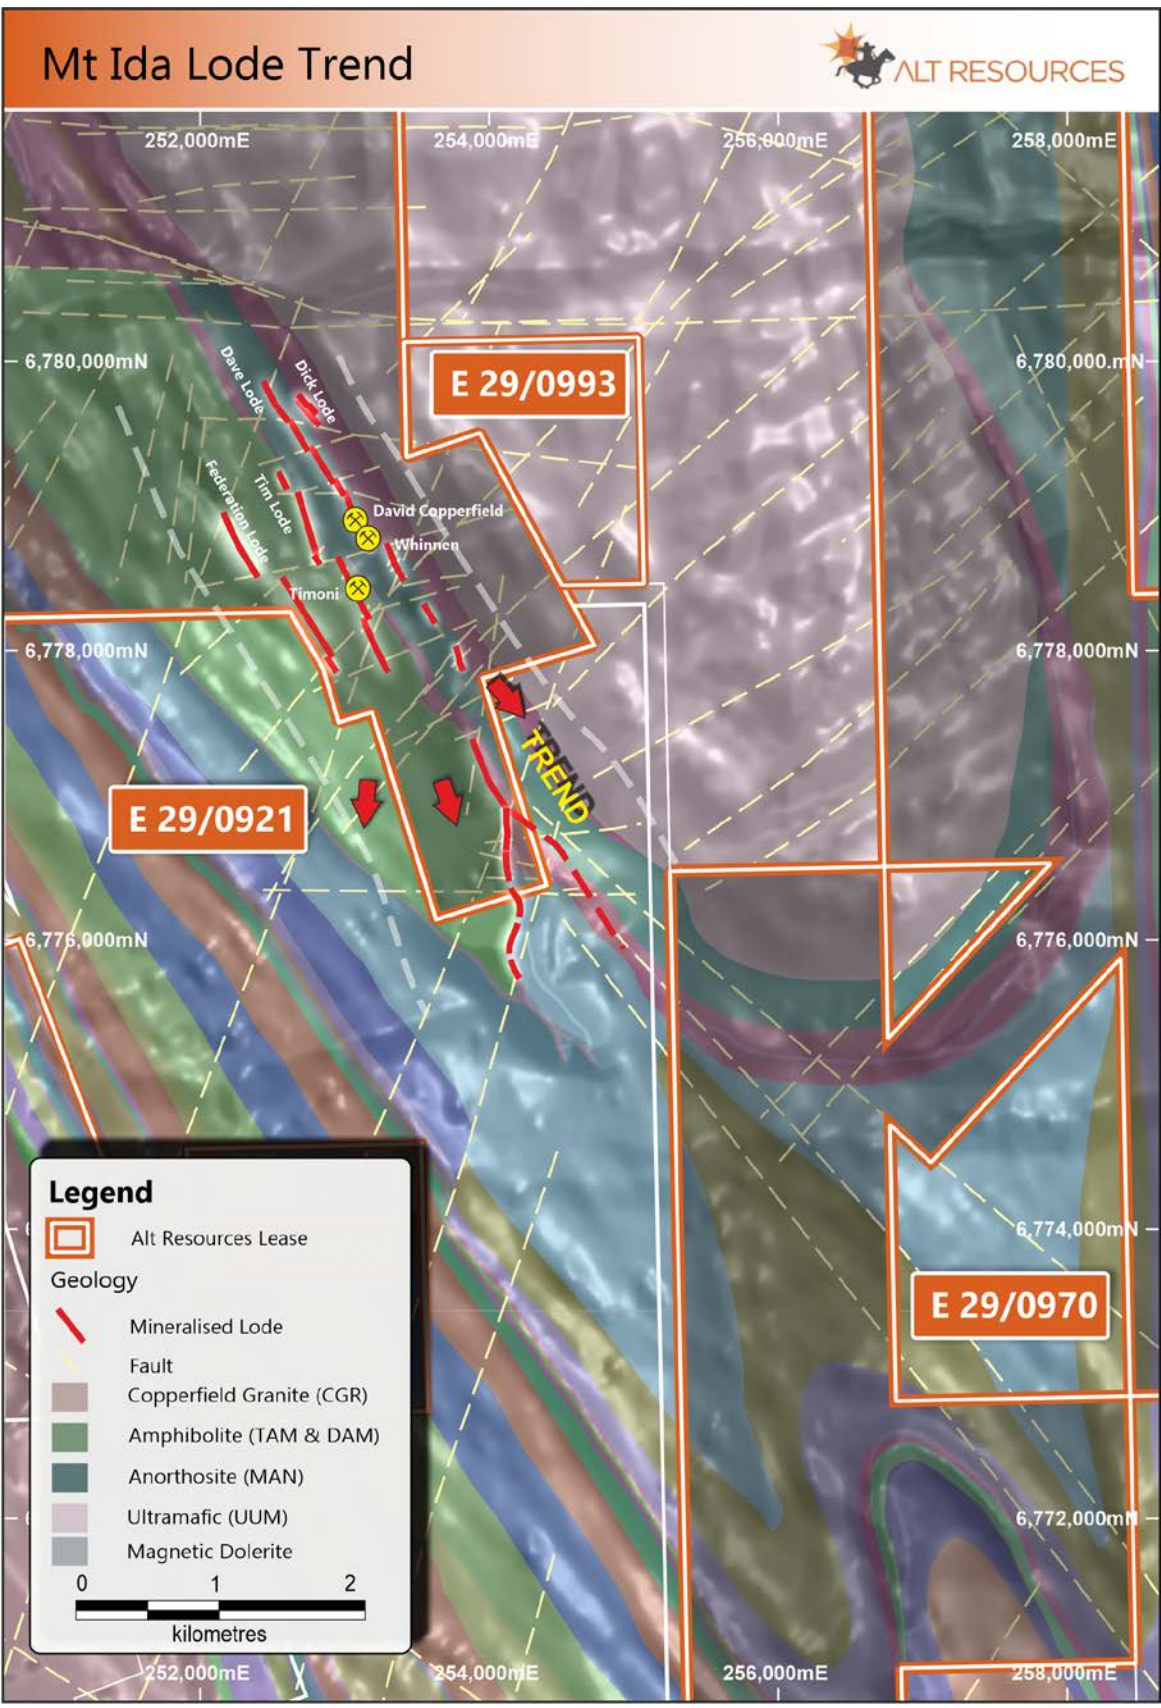 Mt Ida Lode Trend
ALT RESOURCES
252,000mE
254,000mE
256,000mE
258,000mE
6,780,000mN
6,780,000.mN
E 29/0993
Dave Lode
Dick Lode
Federation Lode
Tim Lode
David Copperfield
Whinnen
Timoni
6,778,000mN
6,778,000mN
TREND
E 29/0921
6,776,000mN
6,776,000mN
6,774,000mN
E 29/0970
6,772,000mN
Legend
Alt Resources Lease
Geology
Mineralised Lode
Fault
Copperfield Granite (CGR)
Amphibolite (TAM & DAM)
Anorthosite (MAN)
Ultramafic (UUM)
Magnetic Dolerite
0 1 2
kilometres
252,000mE
254,000mE
256,000mE
258,000mE